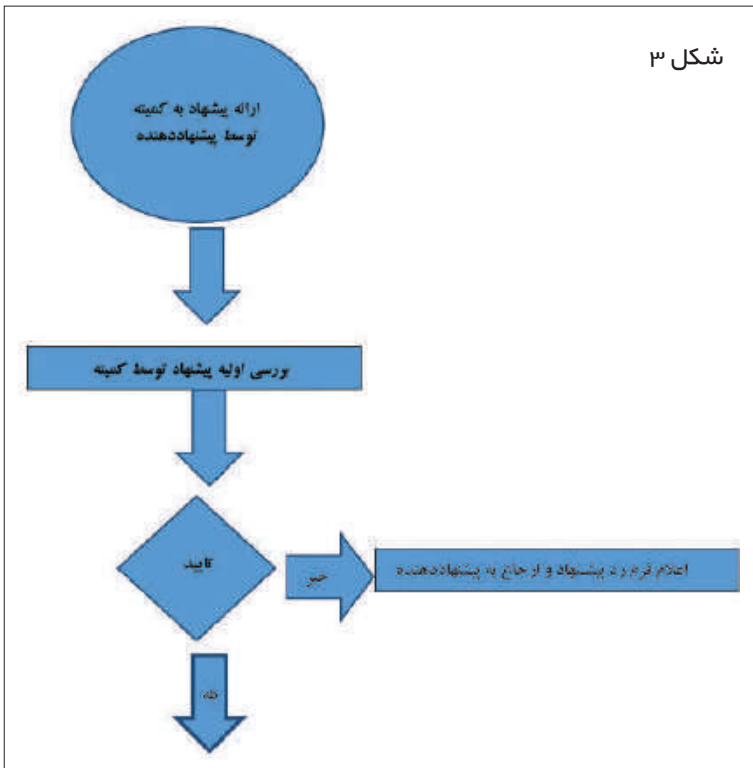 شکل ۳
ارائه پیشنهاد به کمیته
توسط پیشنهاددهنده
بررسی اولیه پیشنهاد توسط کمیته
تایید
خیر
اعلام فرم رد پیشنهاد و ارجاع به پیشنهاددهنده
بله